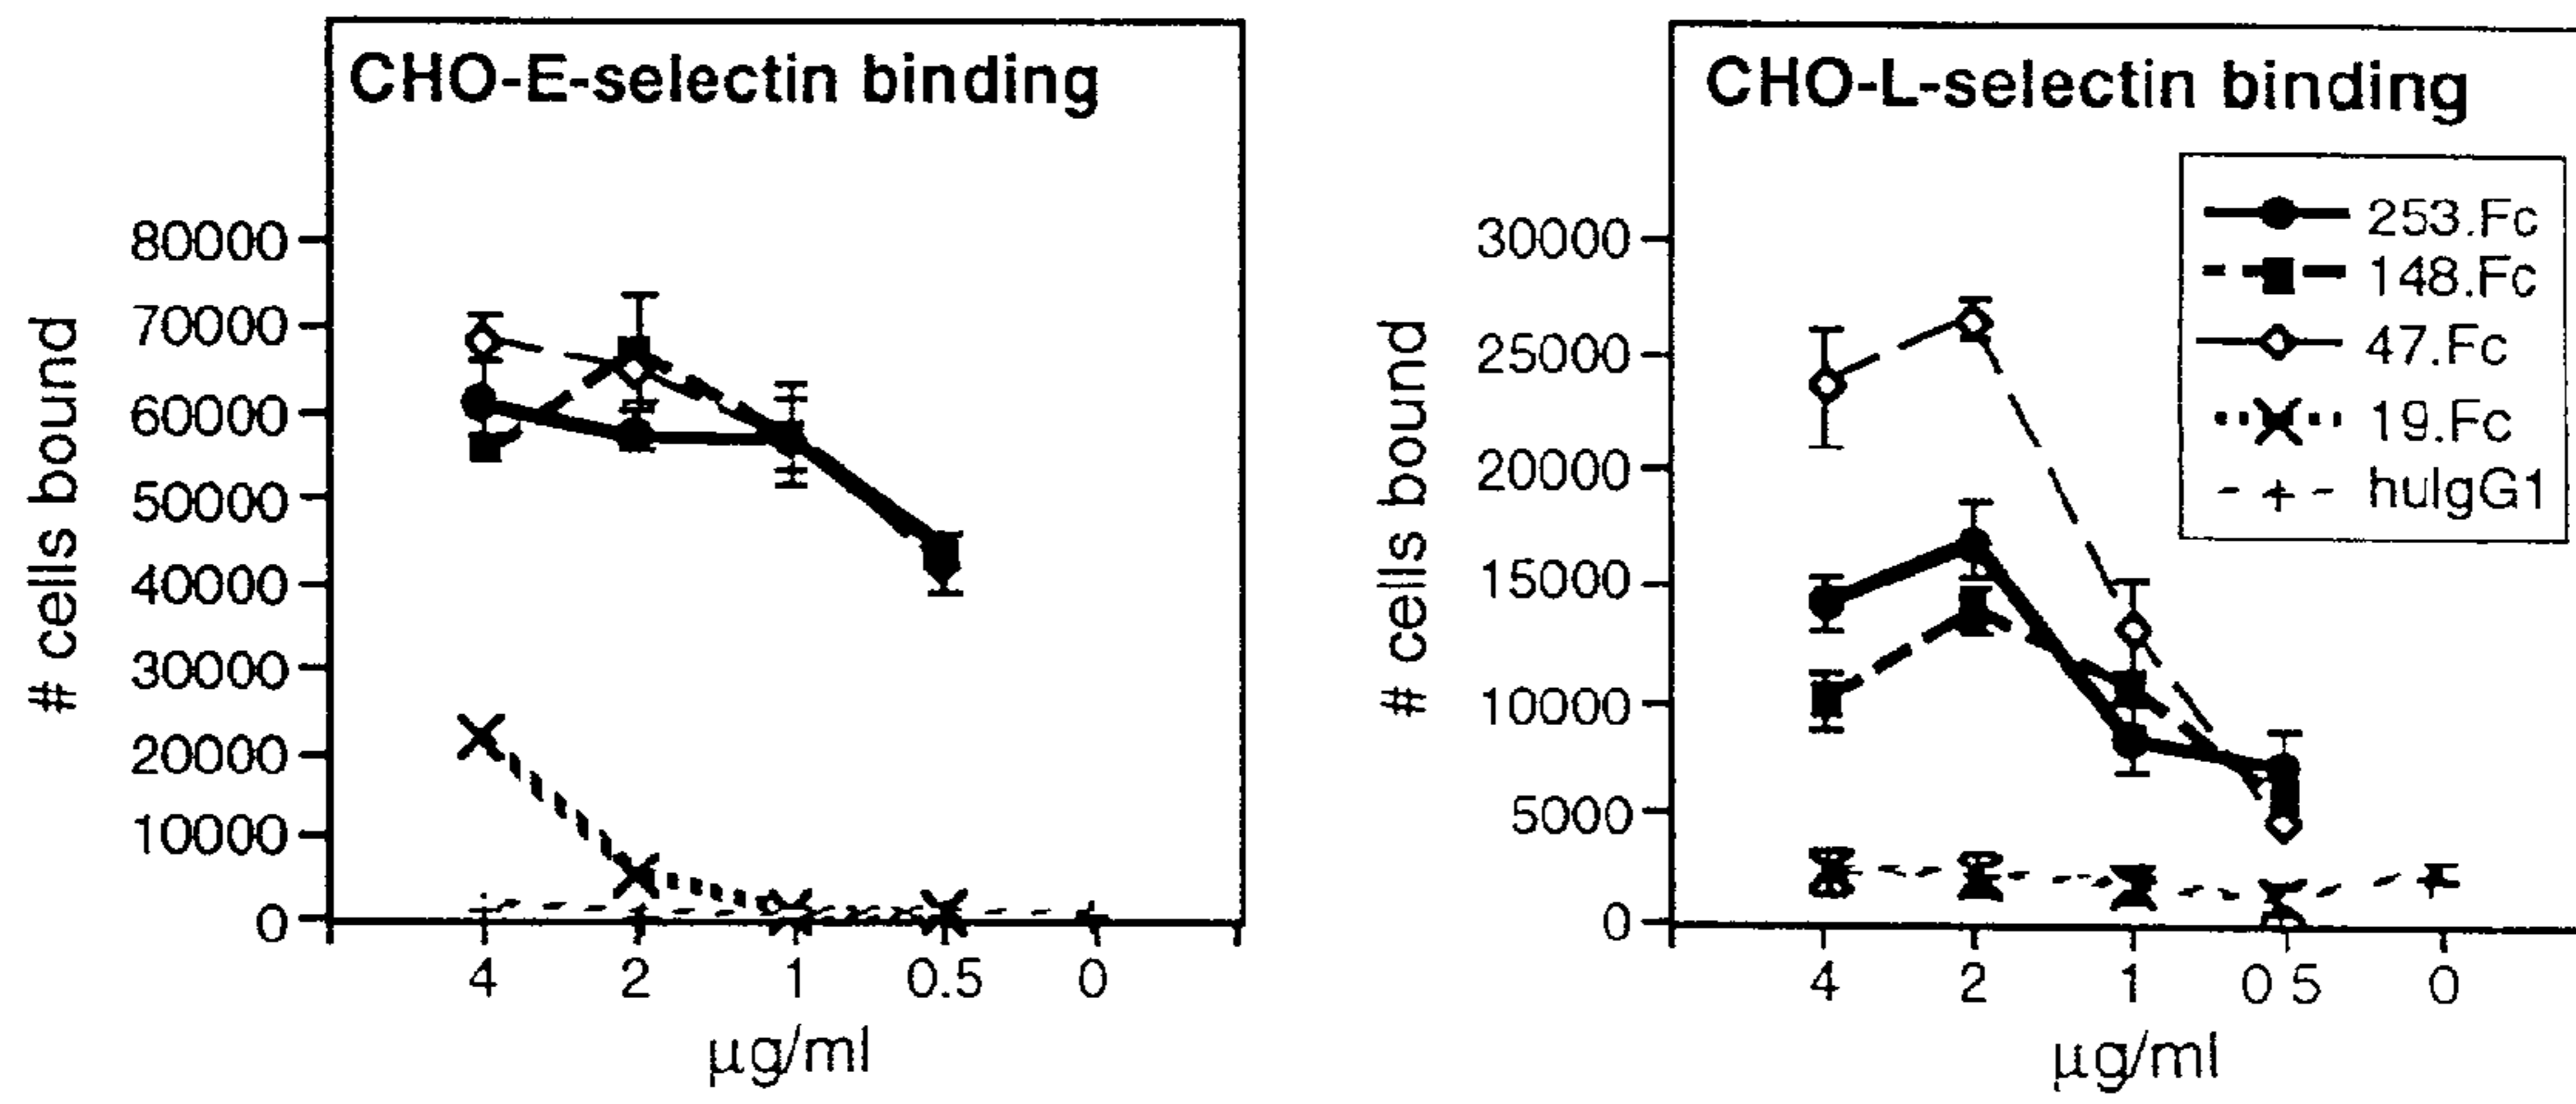 CHO-E-selectin binding
# cells bound
80000
70000
60000
50000
40000
30000
20000
10000
0
4 2 1 0.5 0
µg/ml
CHO-L-selectin binding
# cells bound
30000
25000
20000
15000
10000
5000
0
253.Fc
148.Fc
47.Fc
19.Fc
huIgG1
4 2 1 0 5 0
µg/ml